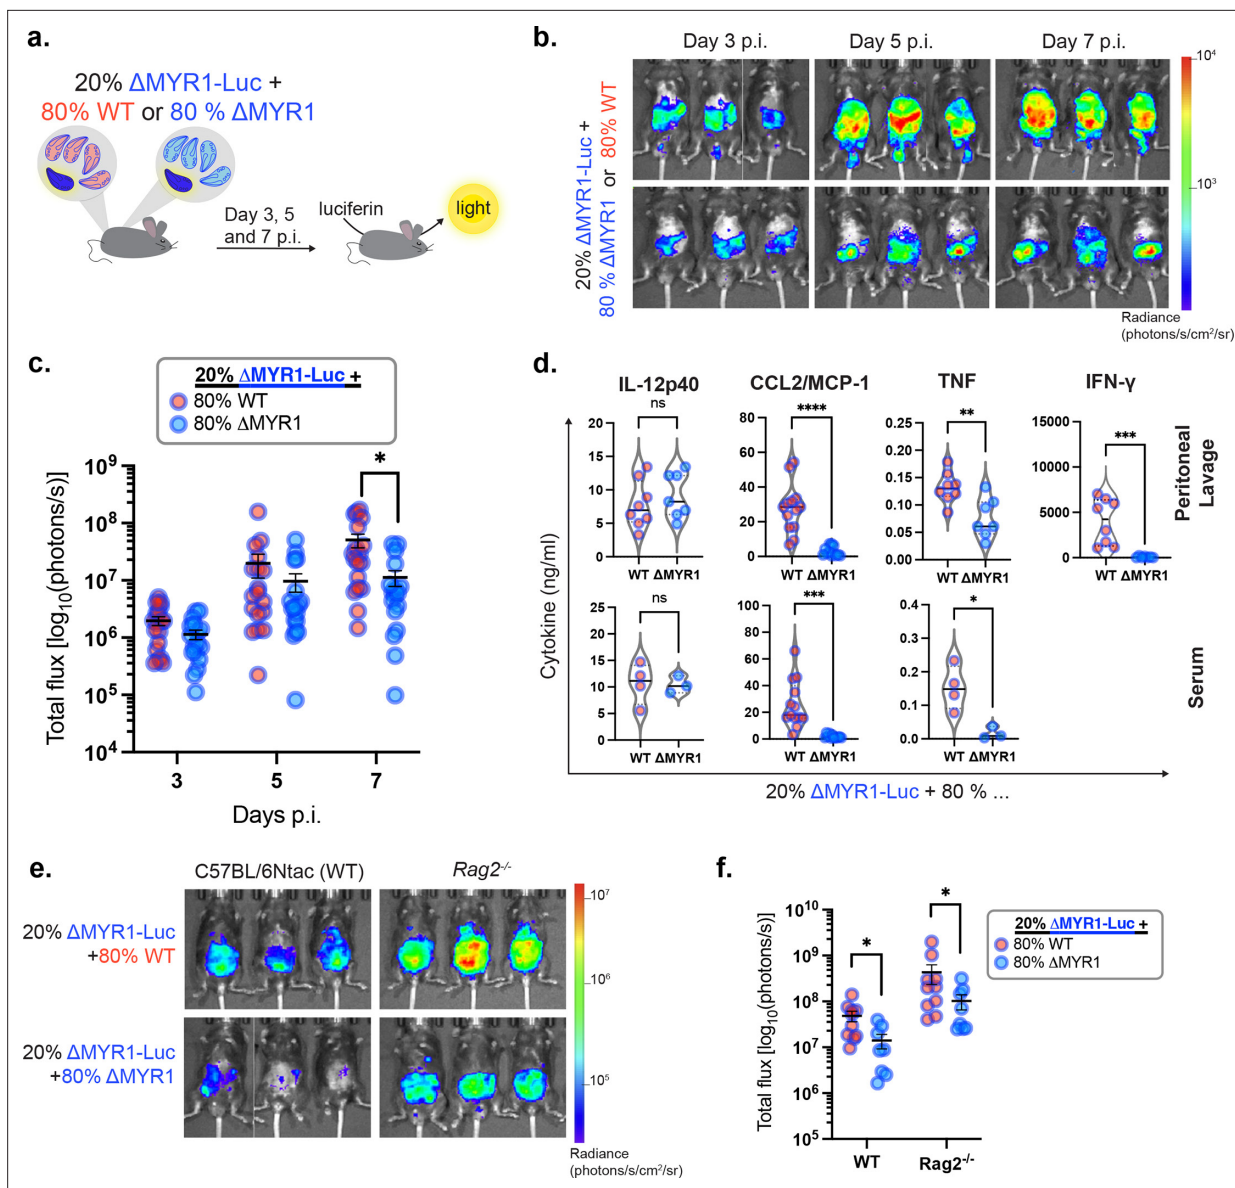 a.
20% ΔMYR1-Luc +
80% WT or 80 % ΔMYR1
Day 3, 5
and 7 p.i.
luciferin
light
b.
Day 3 p.i.
Day 5 p.i.
Day 7 p.i.
20% ΔMYR1-Luc +
80 % ΔMYR1 or 80% WT
10⁴
10³
Radiance
(photons/s/cm²/sr)
c.
20% ΔMYR1-Luc +
80% WT
80% ΔMYR1
Total flux [log₁₀(photons/s)]
10⁹
10⁸
10⁷
10⁶
10⁵
10⁴
*
3
5
7
Days p.i.
d.
IL-12p40
CCL2/MCP-1
TNF
IFN-γ
Cytokine (ng/ml)
ns
20
15
10
5
0
WT ΔMYR1
****
80
60
40
20
0
WT ΔMYR1
**
0.20
0.15
0.10
0.05
0.00
WT ΔMYR1
***
15000
10000
5000
0
WT ΔMYR1
Peritoneal
Lavage
ns
25
20
15
10
5
0
WT ΔMYR1
***
100
80
60
40
20
0
WT ΔMYR1
*
0.4
0.3
0.2
0.1
0.0
WT ΔMYR1
Serum
20% ΔMYR1-Luc + 80 % ...
e.
C57BL/6Ntac (WT)
Rag2-/-
20% ΔMYR1-Luc
+80% WT
20% ΔMYR1-Luc
+80% ΔMYR1
10⁷
10⁶
10⁵
Radiance
(photons/s/cm²/sr)
f.
Total flux [log₁₀(photons/s)]
10¹⁰
10⁹
10⁸
10⁷
10⁶
10⁵
*
*
WT
Rag2-/-
20% ΔMYR1-Luc +
80% WT
80% ΔMYR1